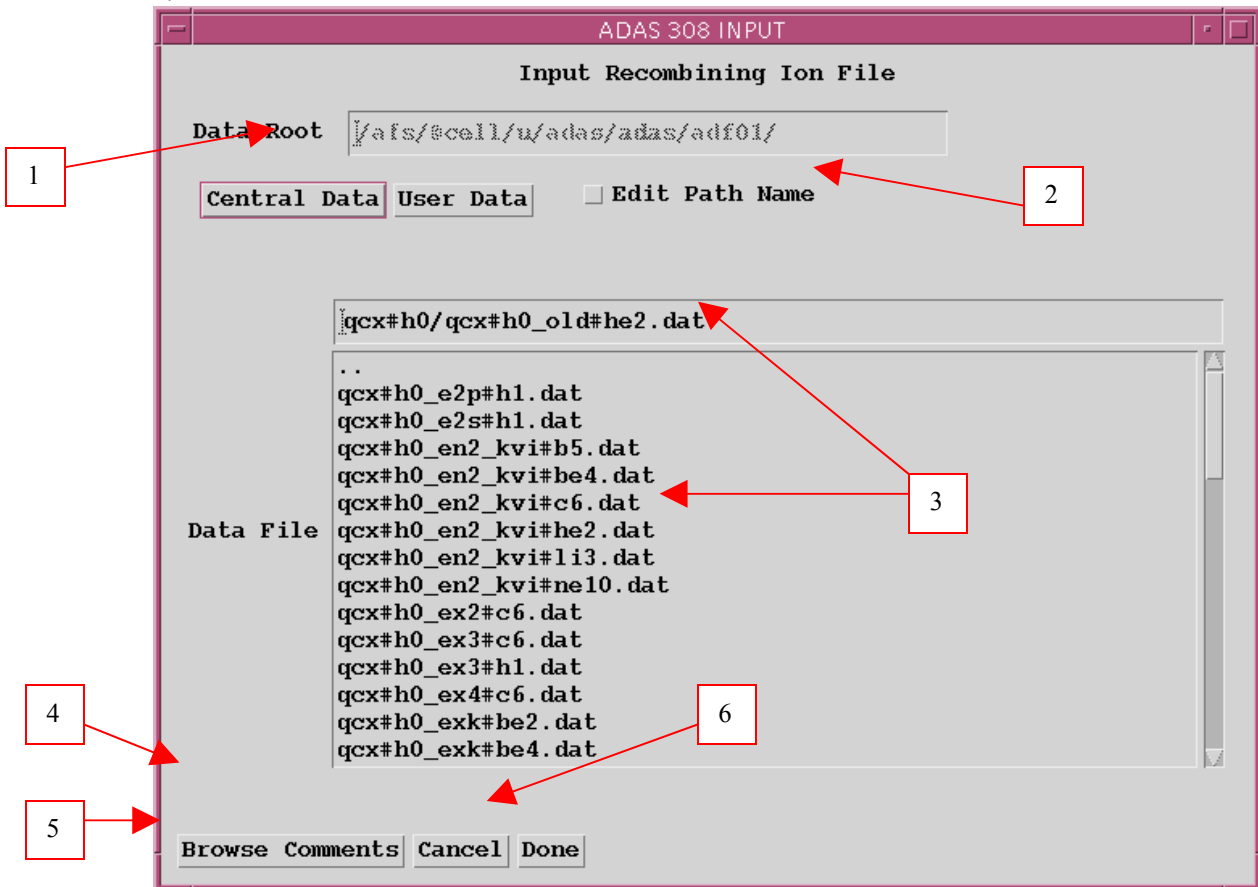 ADAS 308 INPUT
Input Recombining Ion File
Data Root /afs/@cell/u/adas/adas/adf01/
1
Central Data User Data Edit Path Name
2
qcx#h0/qcx#h0_old#he2.dat
..
qcx#h0_e2p#h1.dat
qcx#h0_e2s#h1.dat
qcx#h0_en2_kvi#b5.dat
qcx#h0_en2_kvi#be4.dat
qcx#h0_en2_kvi#c6.dat
3
Data File qcx#h0_en2_kvi#he2.dat
qcx#h0_en2_kvi#li3.dat
qcx#h0_en2_kvi#ne10.dat
qcx#h0_ex2#c6.dat
qcx#h0_ex3#c6.dat
qcx#h0_ex3#h1.dat
qcx#h0_ex4#c6.dat
4
6
qcx#h0_exk#be2.dat
qcx#h0_exk#be4.dat
5
Browse Comments Cancel Done